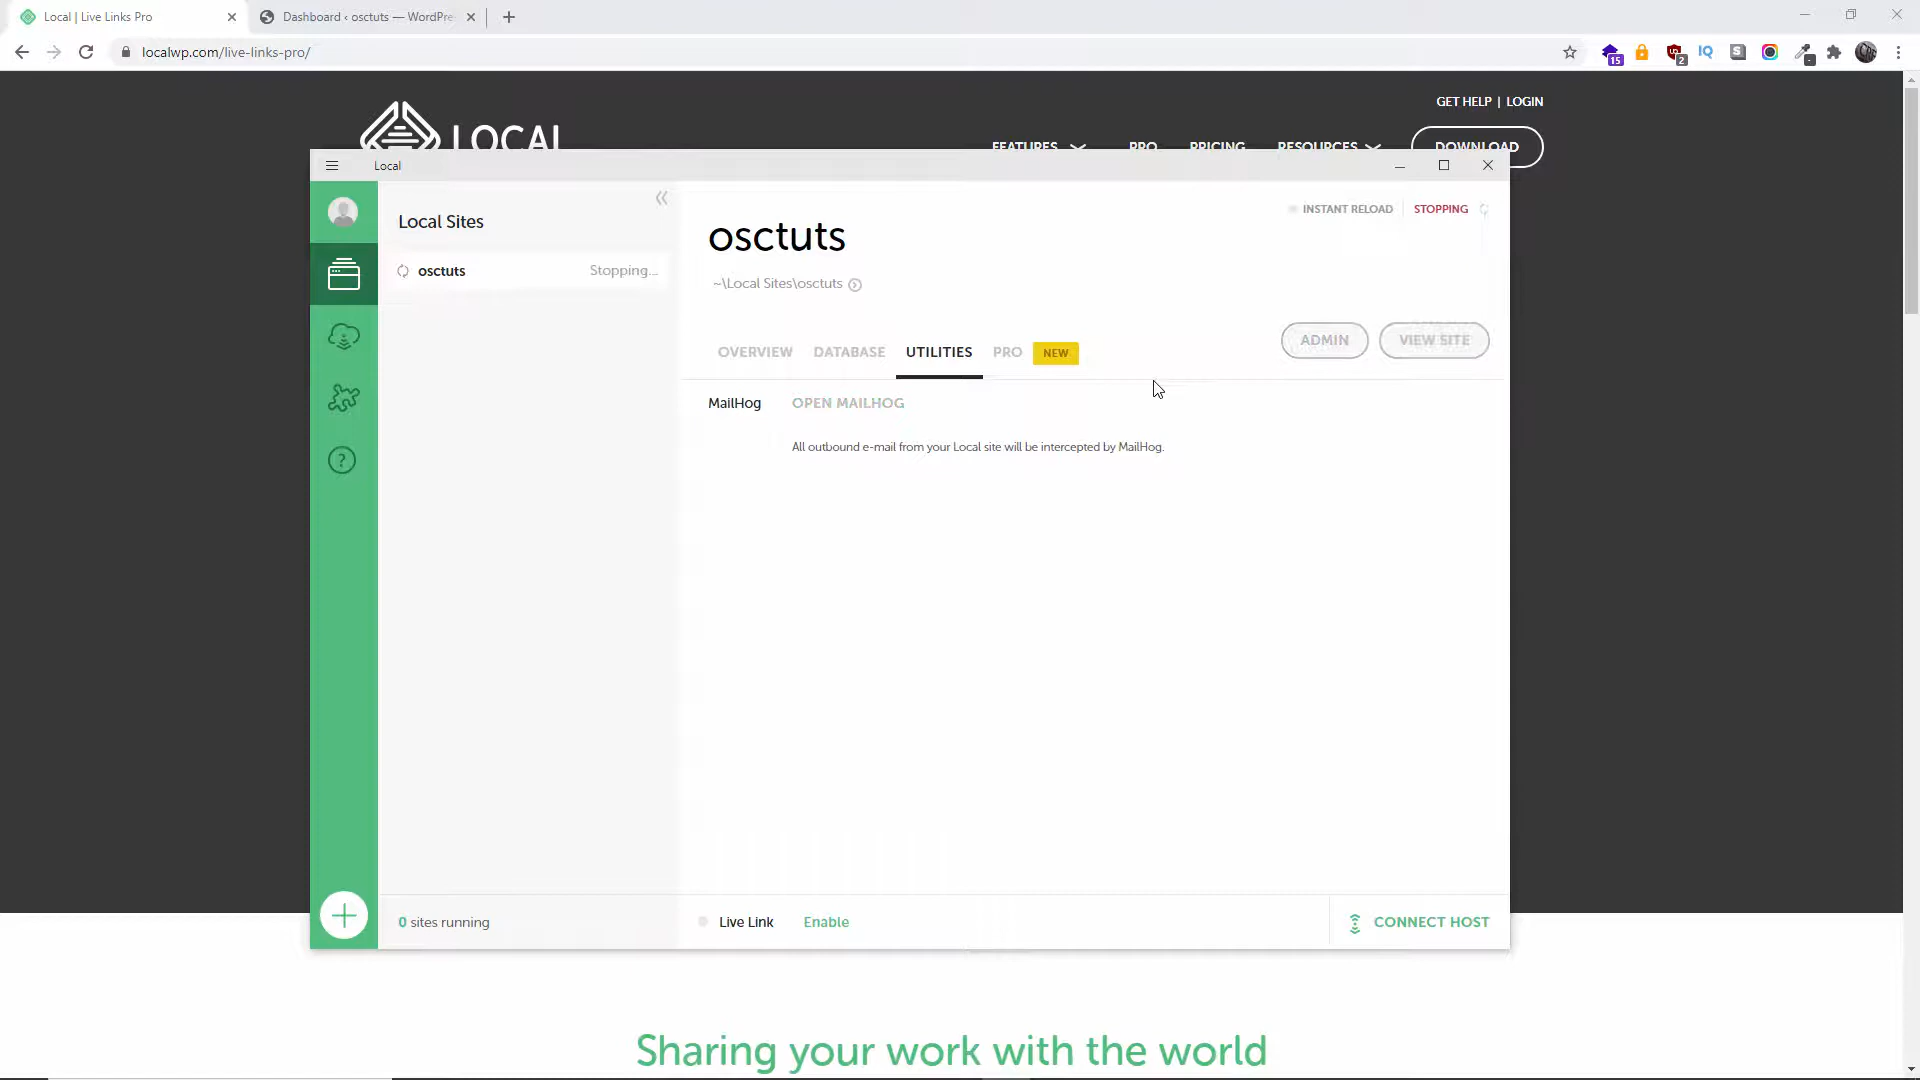 Local | Live Links Pro
Dashboard ‹ osctuts — WordPre
localwp.com/live-links-pro/
15
2
IQ
S
GET HELP | LOGIN
LOCAL
FEATURES
PRO
PRICING
RESOURCES
DOWNLOAD
Local
Local Sites
osctuts
Stopping...
osctuts
~\Local Sites\osctuts
INSTANT RELOAD
STOPPING
OVERVIEW
DATABASE
UTILITIES
PRO
NEW
ADMIN
VIEW SITE
MailHog
OPEN MAILHOG
All outbound e-mail from your Local site will be intercepted by MailHog.
?
0 sites running
Live Link
Enable
CONNECT HOST
Sharing your work with the world